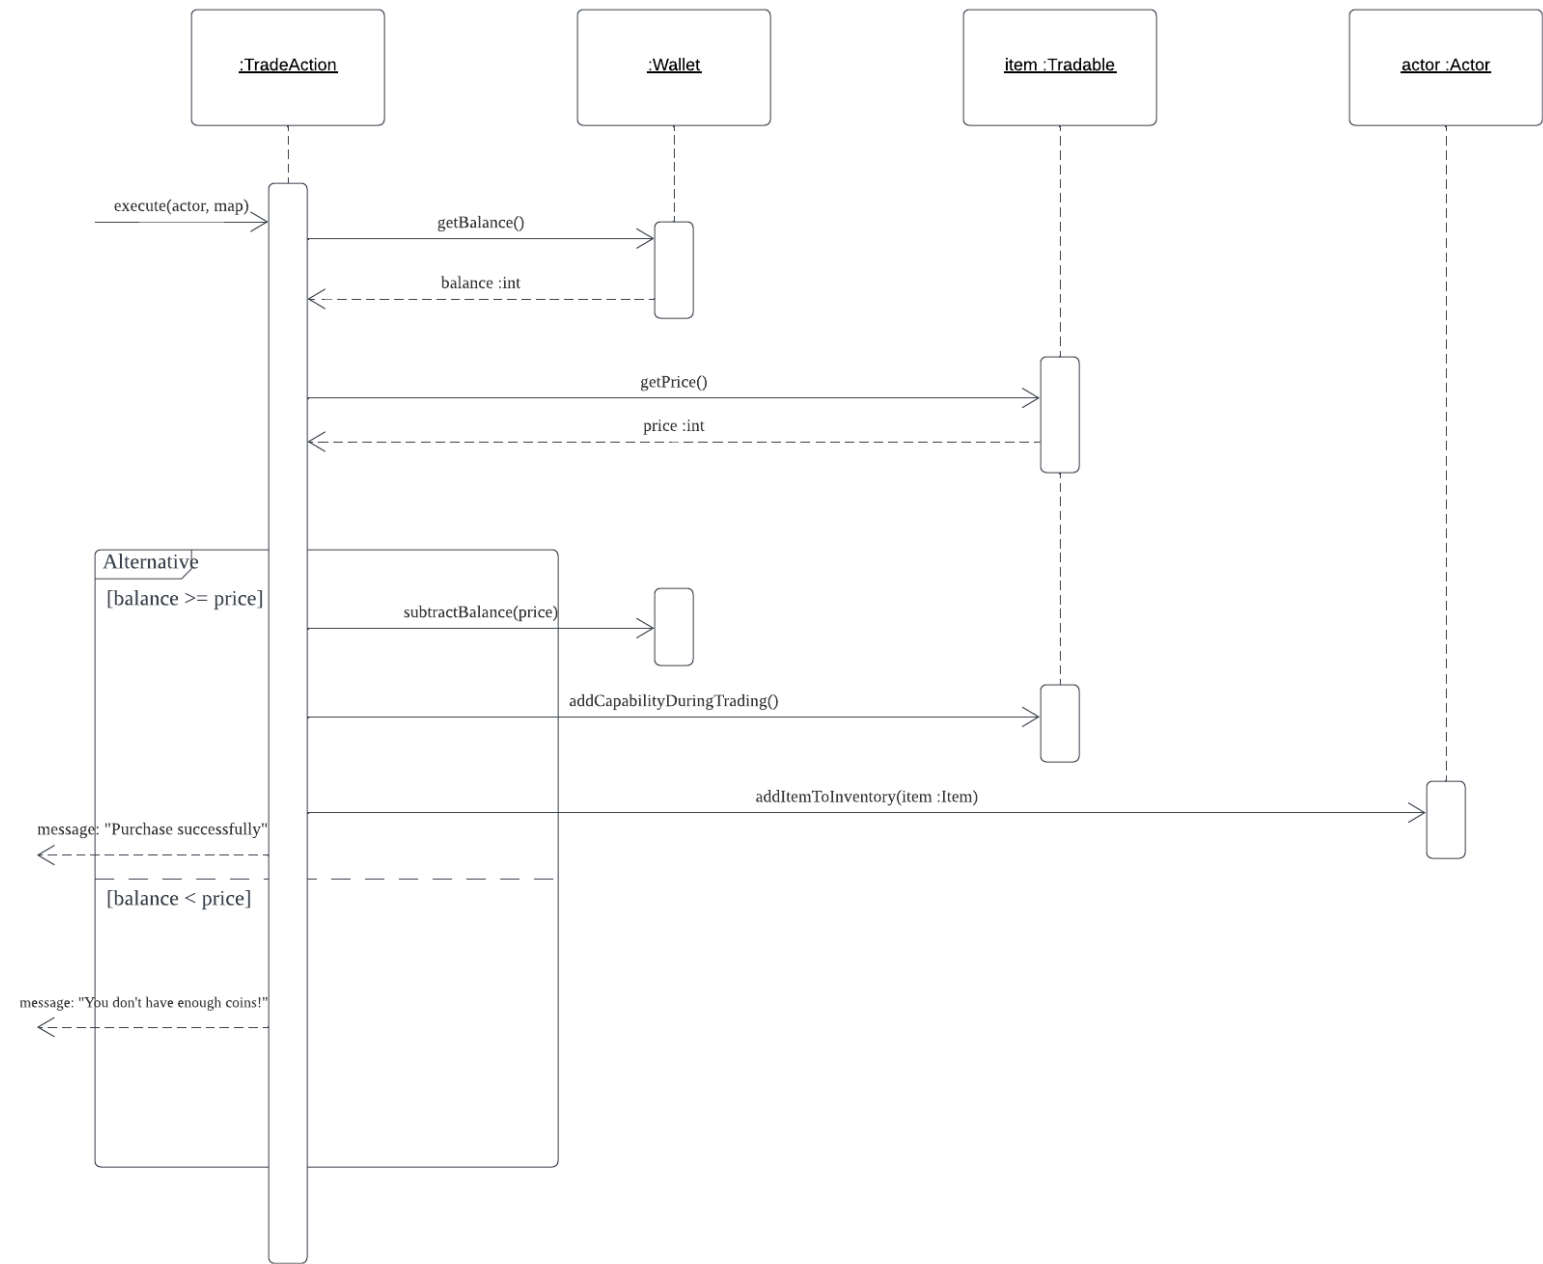 :TradeAction
:Wallet
item :Tradable
actor :Actor
execute(actor, map)
getBalance()
balance :int
getPrice()
price :int
Alternative
[balance >= price]
subtractBalance(price)
addCapabilityDuringTrading()
addItemToInventory(item :Item)
message: "Purchase successfully"
[balance < price]
message: "You don't have enough coins!"